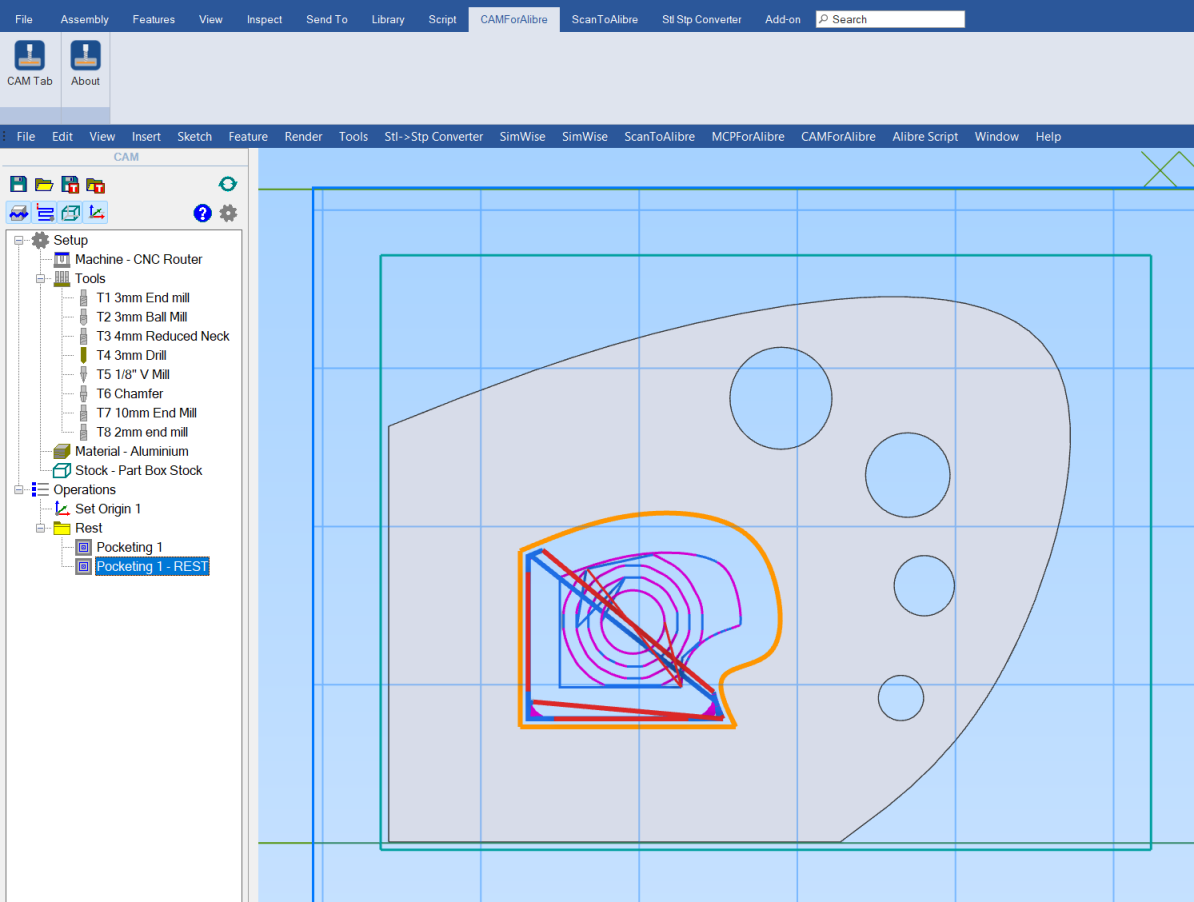 File Assembly Features View Inspect Send To Library Script CAMForAlibre ScanToAlibre Stl Stp Converter Add-on Search
CAM Tab About
File Edit View Insert Sketch Feature Render Tools Stl->Stp Converter SimWise SimWise ScanToAlibre MCPForAlibre CAMForAlibre Alibre Script Window Help
CAM
T T
?
Setup
Machine - CNC Router
Tools
T1 3mm End mill
T2 3mm Ball Mill
T3 4mm Reduced Neck
T4 3mm Drill
T5 1/8" V Mill
T6 Chamfer
T7 10mm End Mill
T8 2mm end mill
Material - Aluminium
Stock - Part Box Stock
Operations
Set Origin 1
Rest
Pocketing 1
Pocketing 1 - REST